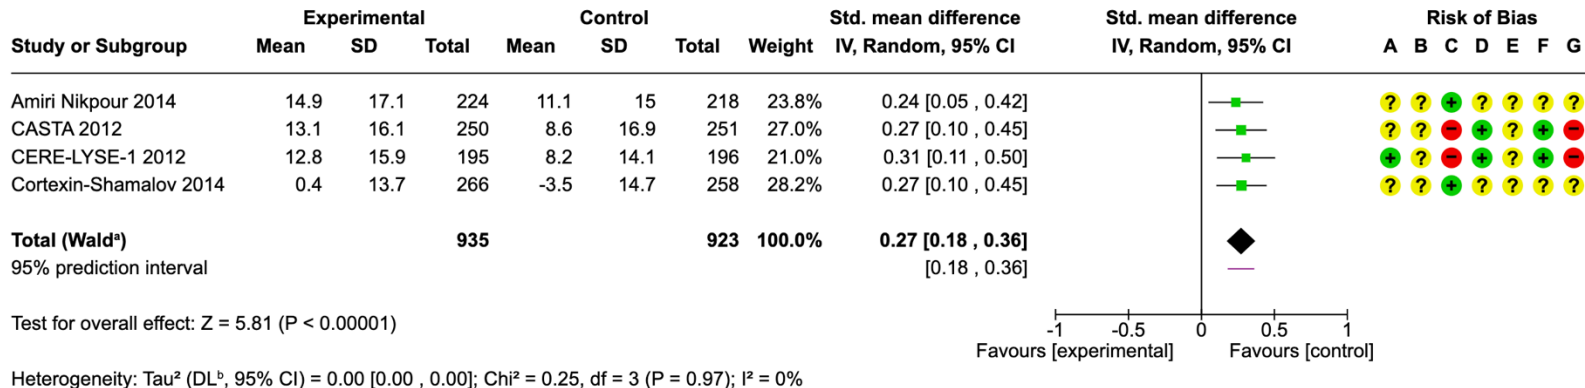 Experimental Control Std. mean difference Std. mean difference Risk of Bias
Study or Subgroup Mean SD Total Mean SD Total Weight IV, Random, 95% CI IV, Random, 95% CI A B C D E F G
Amiri Nikpour 2014 14.9 17.1 224 11.1 15 218 23.8% 0.24 [0.05 , 0.42] ? ? + ? ? ? ?
CASTA 2012 13.1 16.1 250 8.6 16.9 251 27.0% 0.27 [0.10 , 0.45] ? ? − + ? + −
CERE-LYSE-1 2012 12.8 15.9 195 8.2 14.1 196 21.0% 0.31 [0.11 , 0.50] + ? − + ? + −
Cortexin-Shamalov 2014 0.4 13.7 266 -3.5 14.7 258 28.2% 0.27 [0.10 , 0.45] ? ? + ? ? ? ?
Total (Waldᵃ) 935 923 100.0% 0.27 [0.18 , 0.36]
95% prediction interval [0.18 , 0.36]
Test for overall effect: Z = 5.81 (P < 0.00001)
-1 -0.5 0 0.5 1
Favours [experimental] Favours [control]
Heterogeneity: Tau² (DLᵇ, 95% CI) = 0.00 [0.00 , 0.00]; Chi² = 0.25, df = 3 (P = 0.97); I² = 0%